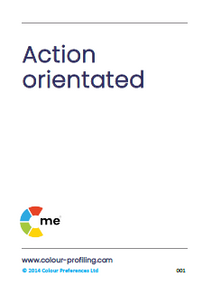 Action
orientated
me
www.colour-profiling.com
© 2014 Colour Preferences Ltd
001